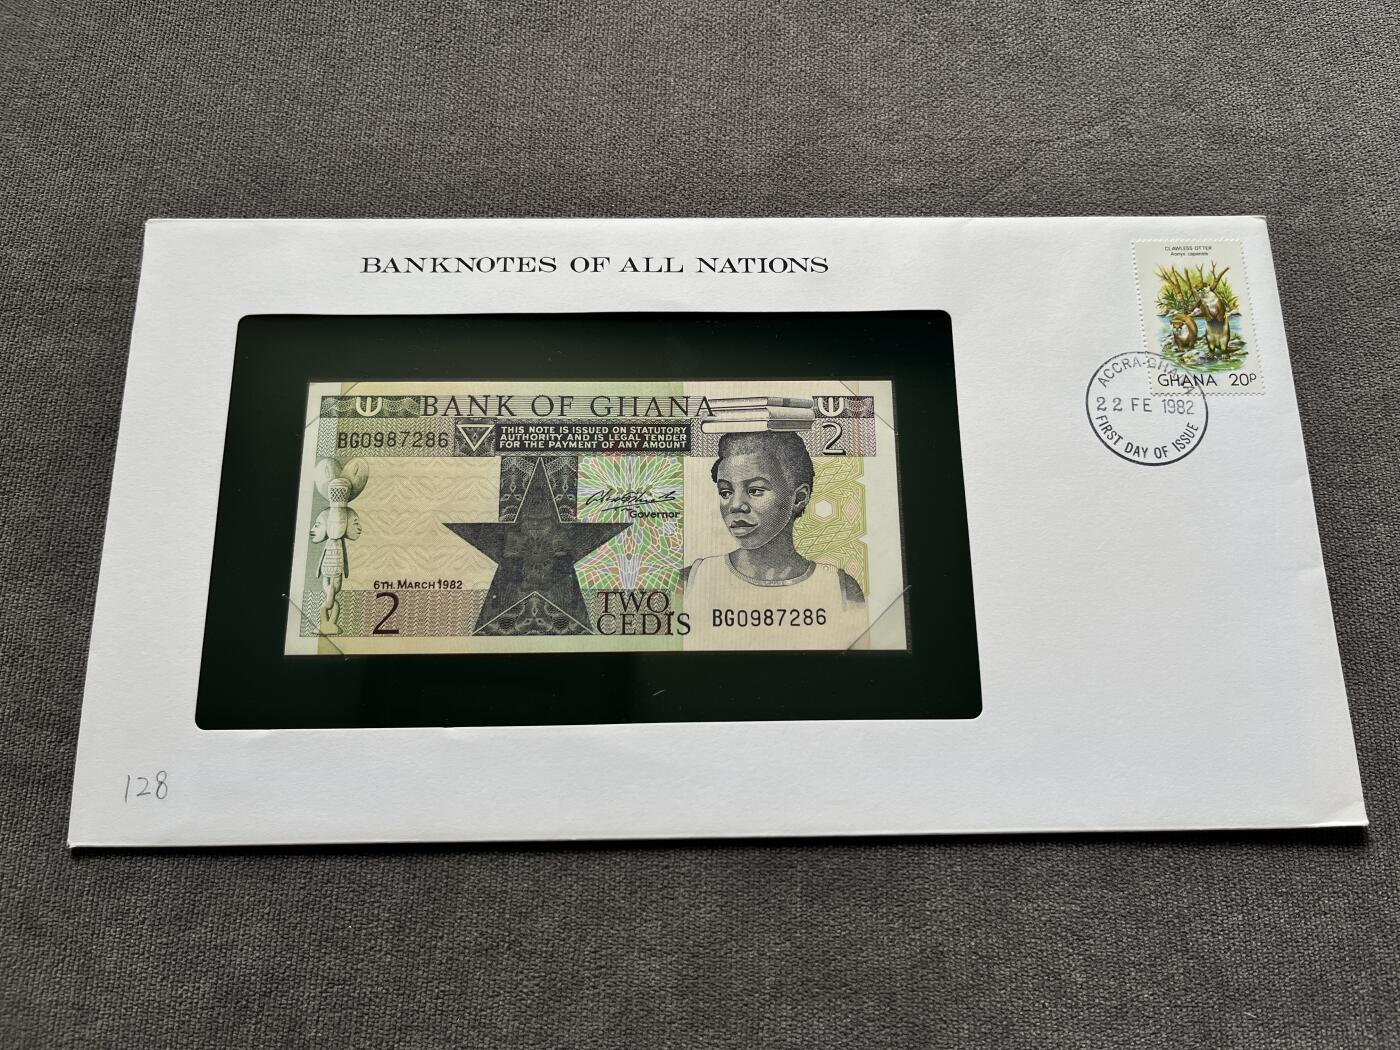 BANKNOTES OF ALL NATIONS
CLAWLESS OTTER
Aonyx capensis
GHANA 20P
ACCRA-GHANA
22 FE 1982
FIRST DAY OF ISSUE
BANK OF GHANA
BG0987286
THIS NOTE IS ISSUED ON STATUTORY
AUTHORITY AND IS LEGAL TENDER
FOR THE PAYMENT OF ANY AMOUNT
2
Governor
6TH. MARCH 1982
2
TWO
CEDIS
BG0987286
128